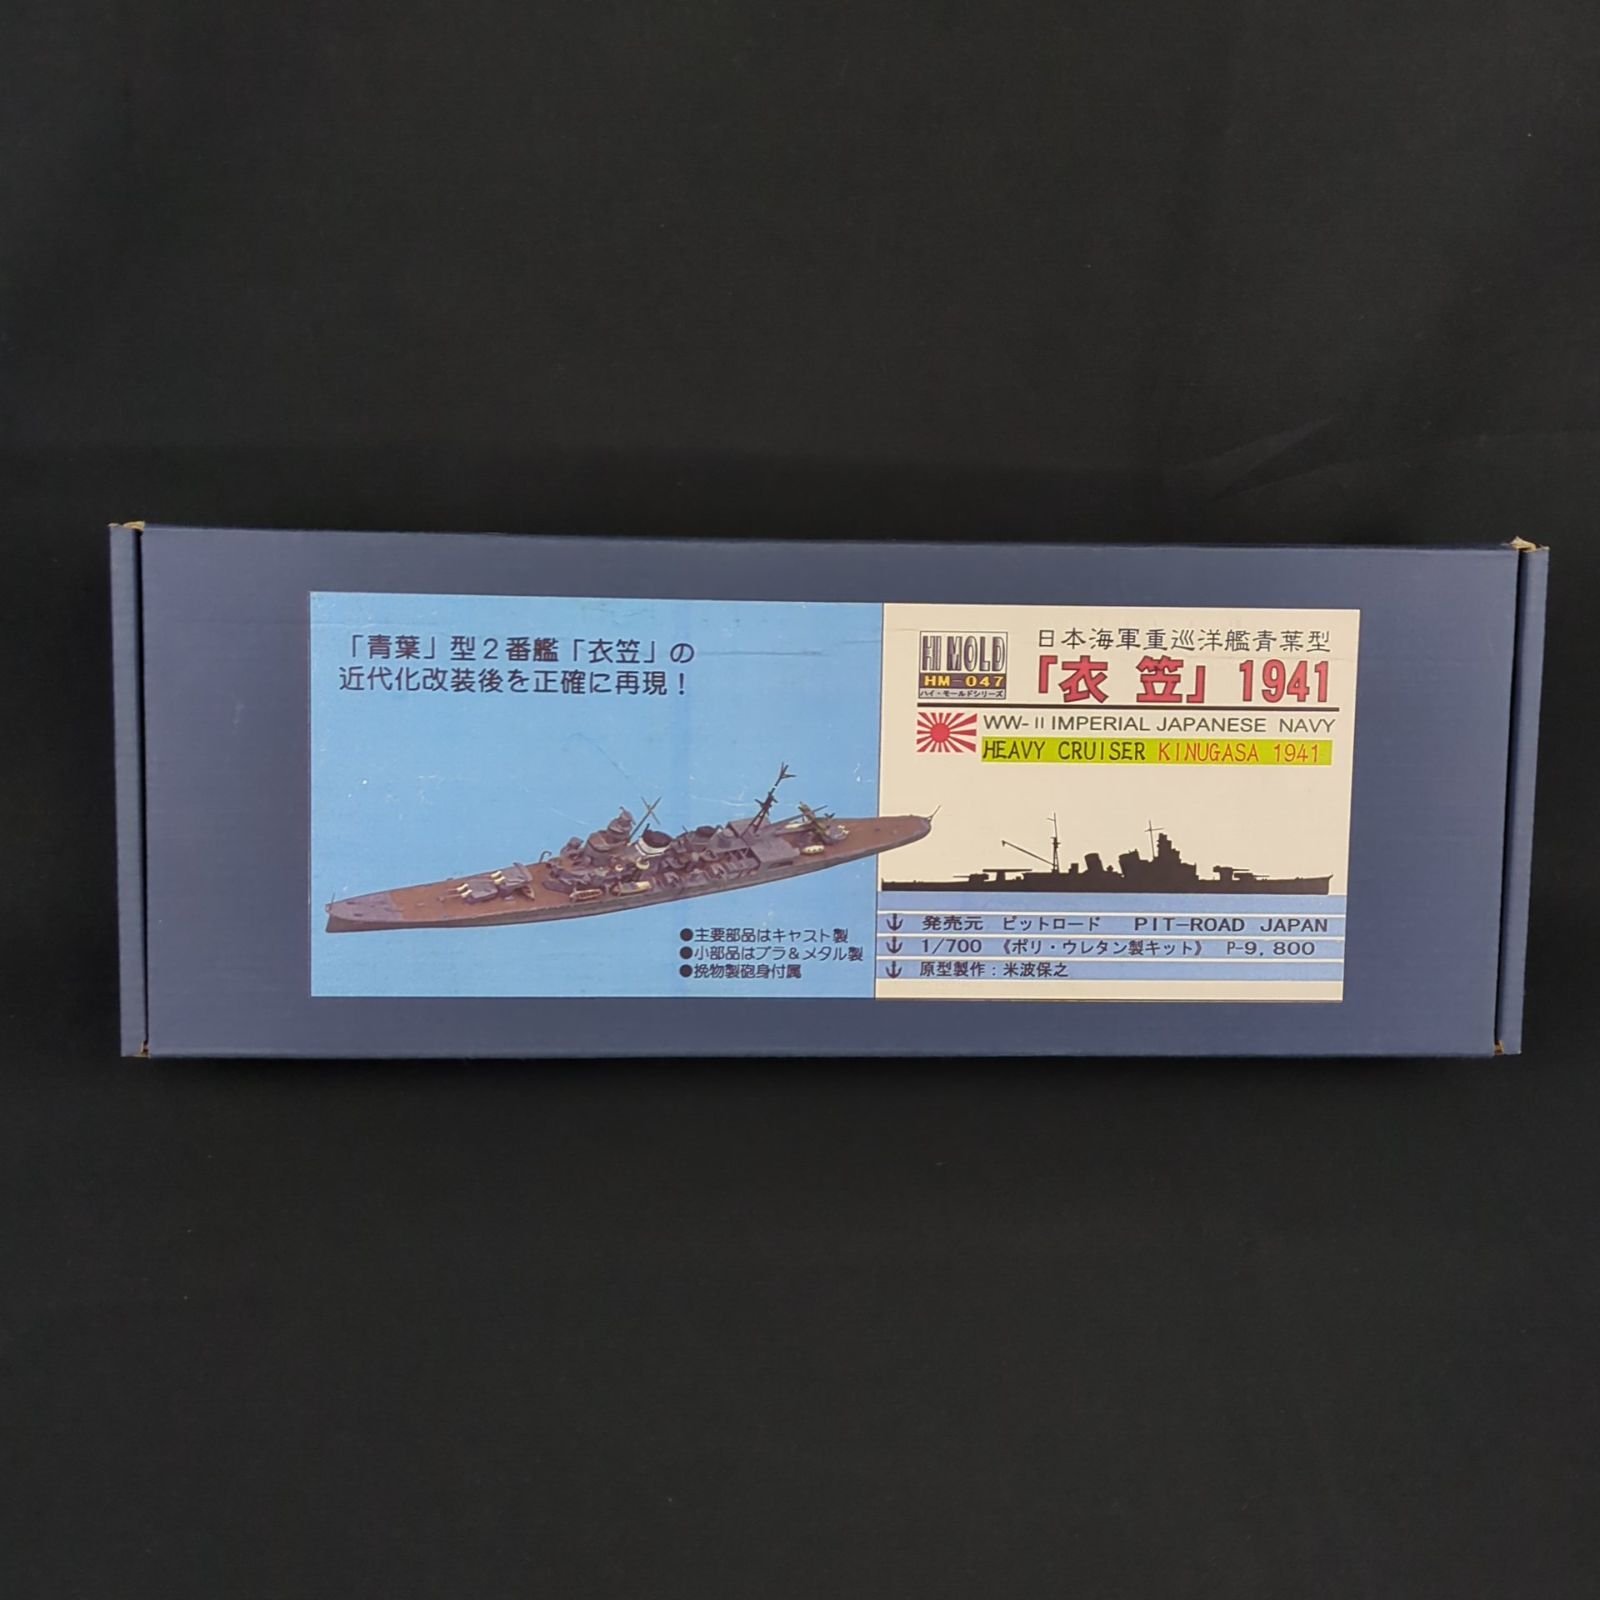 「青葉」型2番艦「衣笠」の
近代化改装後を正確に再現!
●主要部品はキャスト製
●小部品はプラ&メタル製
●挽物製砲身付属
HI MOLD
HM-047
ハイ・モールドシリーズ
日本海軍重巡洋艦青葉型
「衣笠」1941
WW-II IMPERIAL JAPANESE NAVY
HEAVY CRUISER KINUGASA 1941
発売元 ピットロード PIT-ROAD JAPAN
1/700 《ポリ・ウレタン製キット》 P-9,800
原型製作:米波保之